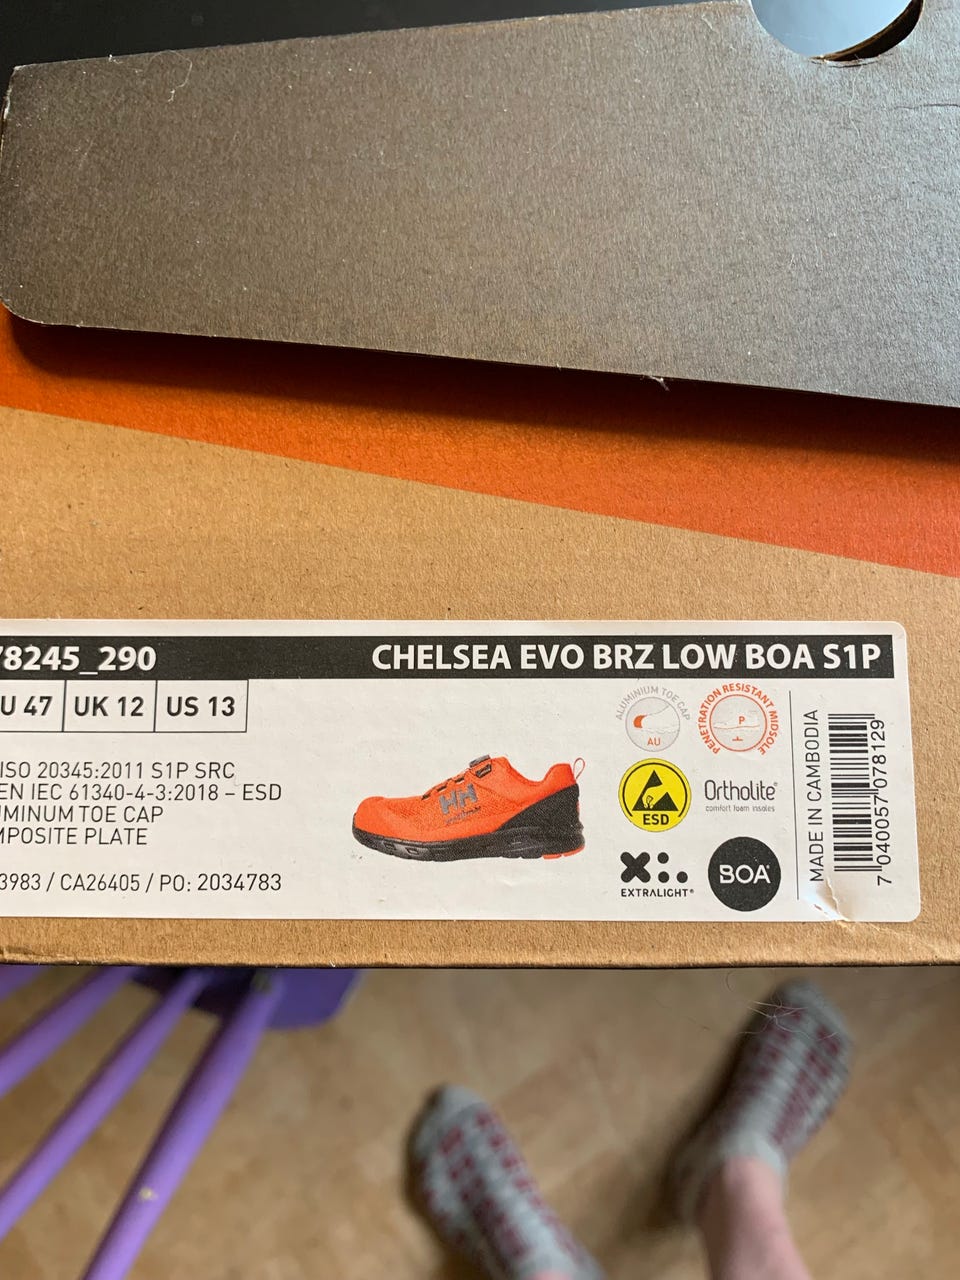 78245_290
CHELSEA EVO BRZ LOW BOA S1P
U 47 UK 12 US 13
ISO 20345:2011 S1P SRC
EN IEC 61340-4-3:2018 – ESD
UMINUM TOE CAP
MPOSITE PLATE
3983 / CA26405 / PO: 2034783
HH
ALUMINIUM TOE CAP
AU
PENETRATION RESISTANT MIDSOLE
P
ESD
Ortholite®
comfort foam insoles
EXTRALIGHT®
BOA®
MADE IN CAMBODIA
7 040057 078129